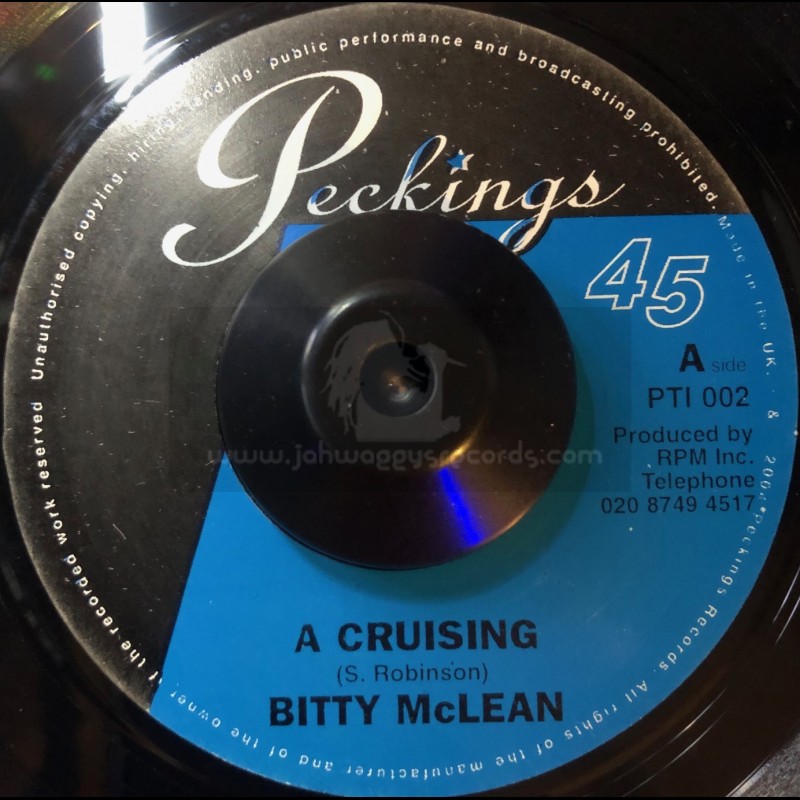 Peckings
45
A side
PTI 002
Produced by
RPM Inc.
Telephone
020 8749 4517
www.jahwaggysrecords.com
A CRUISING
(S. Robinson)
BITTY McLEAN
Unauthorised copying, hiring, lending, public performance and broadcasting prohibited. Made in the UK. & Peckings Records. All rights of the manufacturer and of the owner of the recorded work reserved